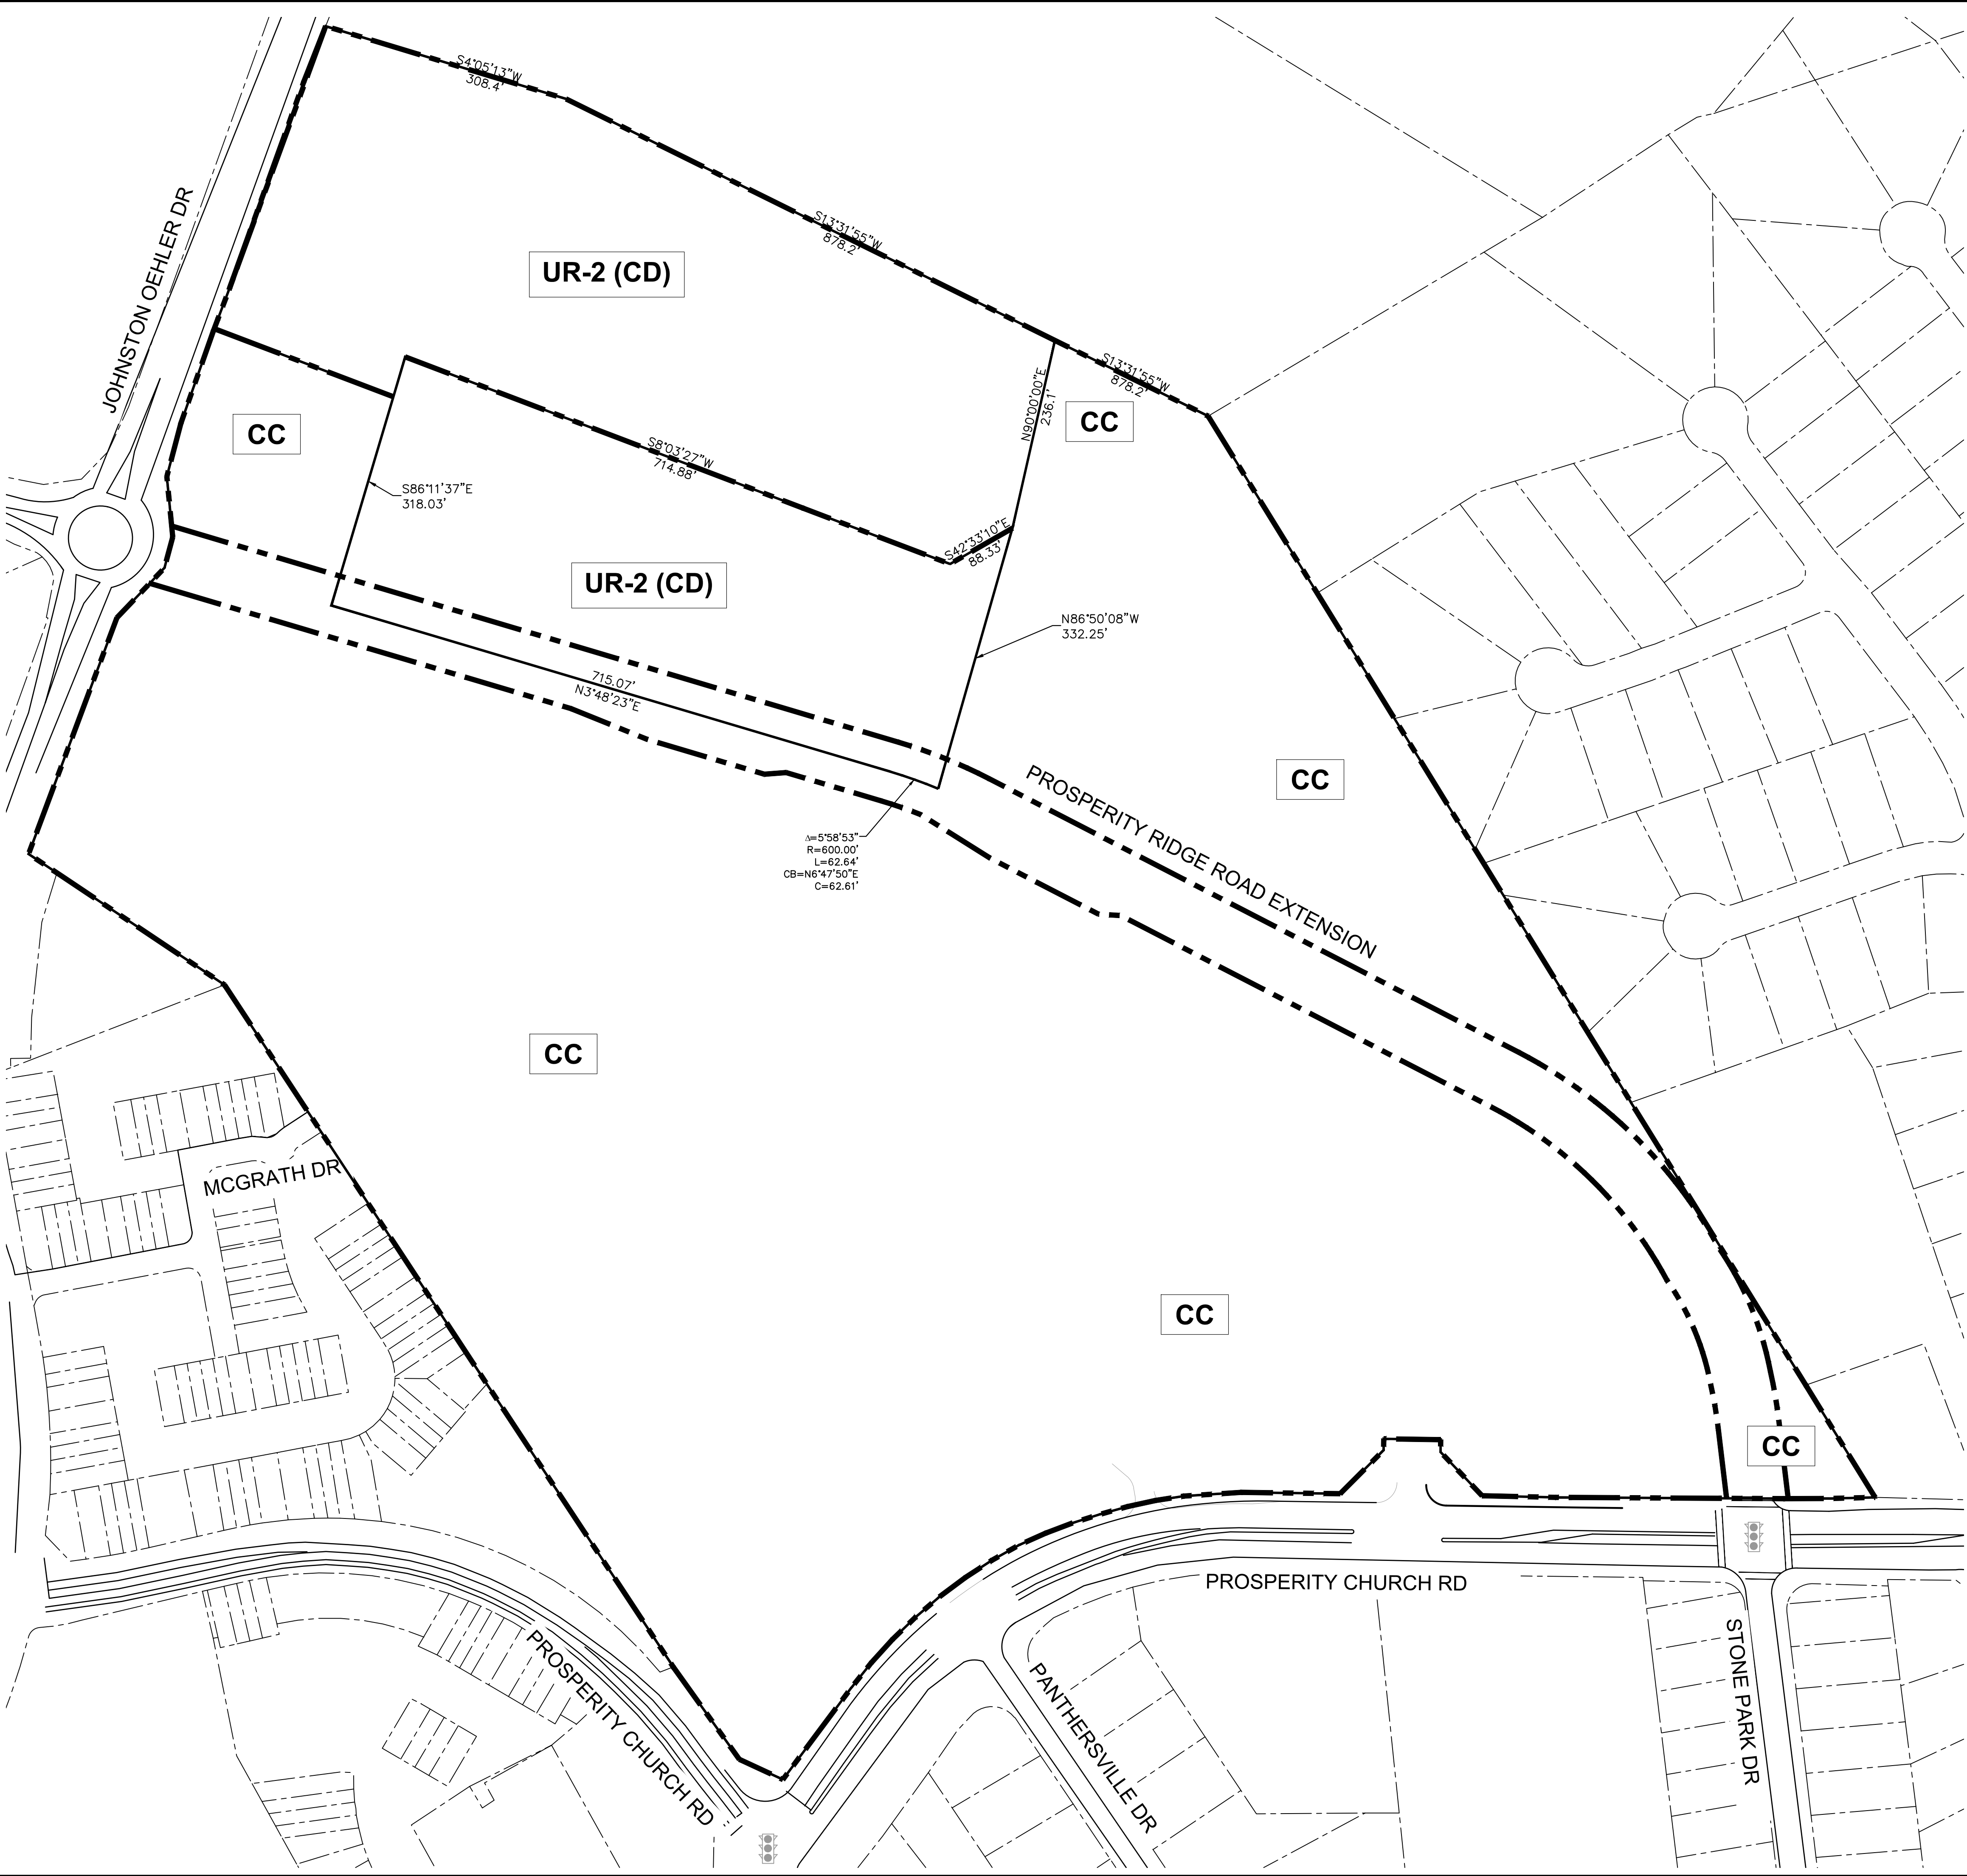 S4°05'13"W
308.4'
JOHNSTON OEHLER DR
S13°31'55"W
878.2'
UR-2 (CD)
S13°31'55"W
878.2'
N90°00'00"E
236.1'
CC
CC
S8°03'27"W
714.88'
S86°11'37"E
318.03'
S42°33'10"E
88.33'
UR-2 (CD)
N86°50'08"W
332.25'
715.07'
N3°48'23"E
CC
PROSPERITY RIDGE ROAD EXTENSION
Δ=5°58'53"
R=600.00'
L=62.64'
CB=N6°47'50"E
C=62.61'
CC
MCGRATH DR
CC
CC
PROSPERITY CHURCH RD
PROSPERITY CHURCH RD
PANTHERSVILLE DR
STONE PARK DR